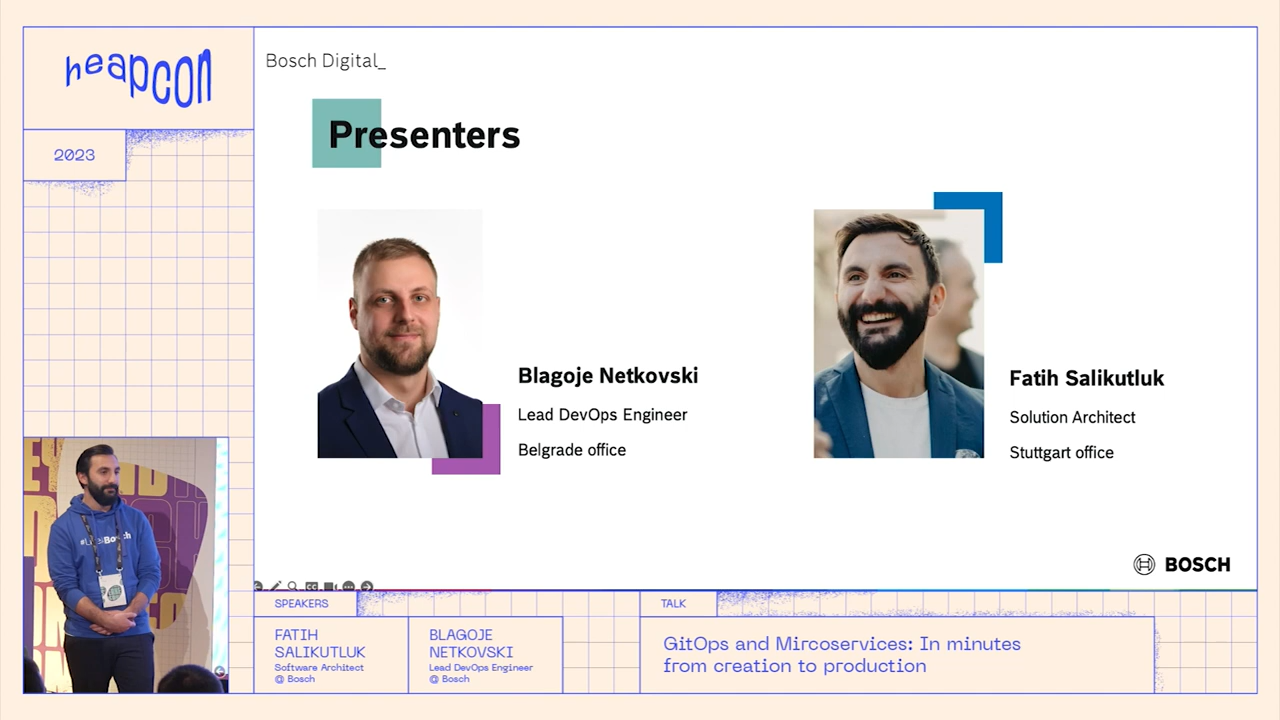 heapcon
2023
Bosch Digital_
Presenters
Blagoje Netkovski
Lead DevOps Engineer
Belgrade office
Fatih Salikutluk
Solution Architect
Stuttgart office
BOSCH
CC
SPEAKERS
FATIH
SALIKUTLUK
Software Architect
@ Bosch
BLAGOJE
NETKOVSKI
Lead DevOps Engineer
@ Bosch
TALK
GitOps and Mircoservices: In minutes
from creation to production